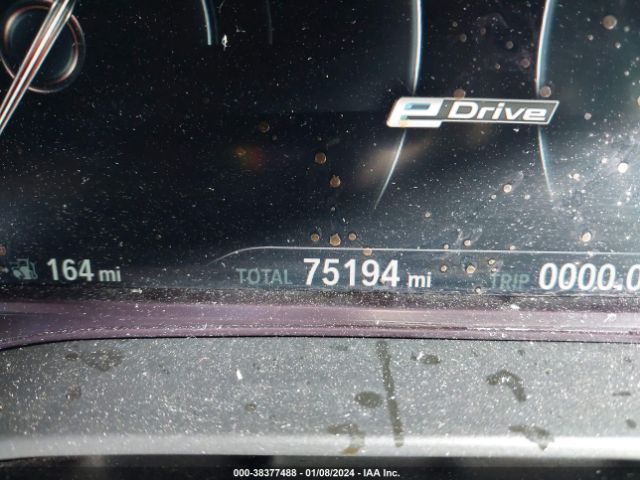 eDrive
164 mi
TOTAL 75194 mi
TRIP 0000.0
000-38377488 - 01/08/2024 - IAA Inc.